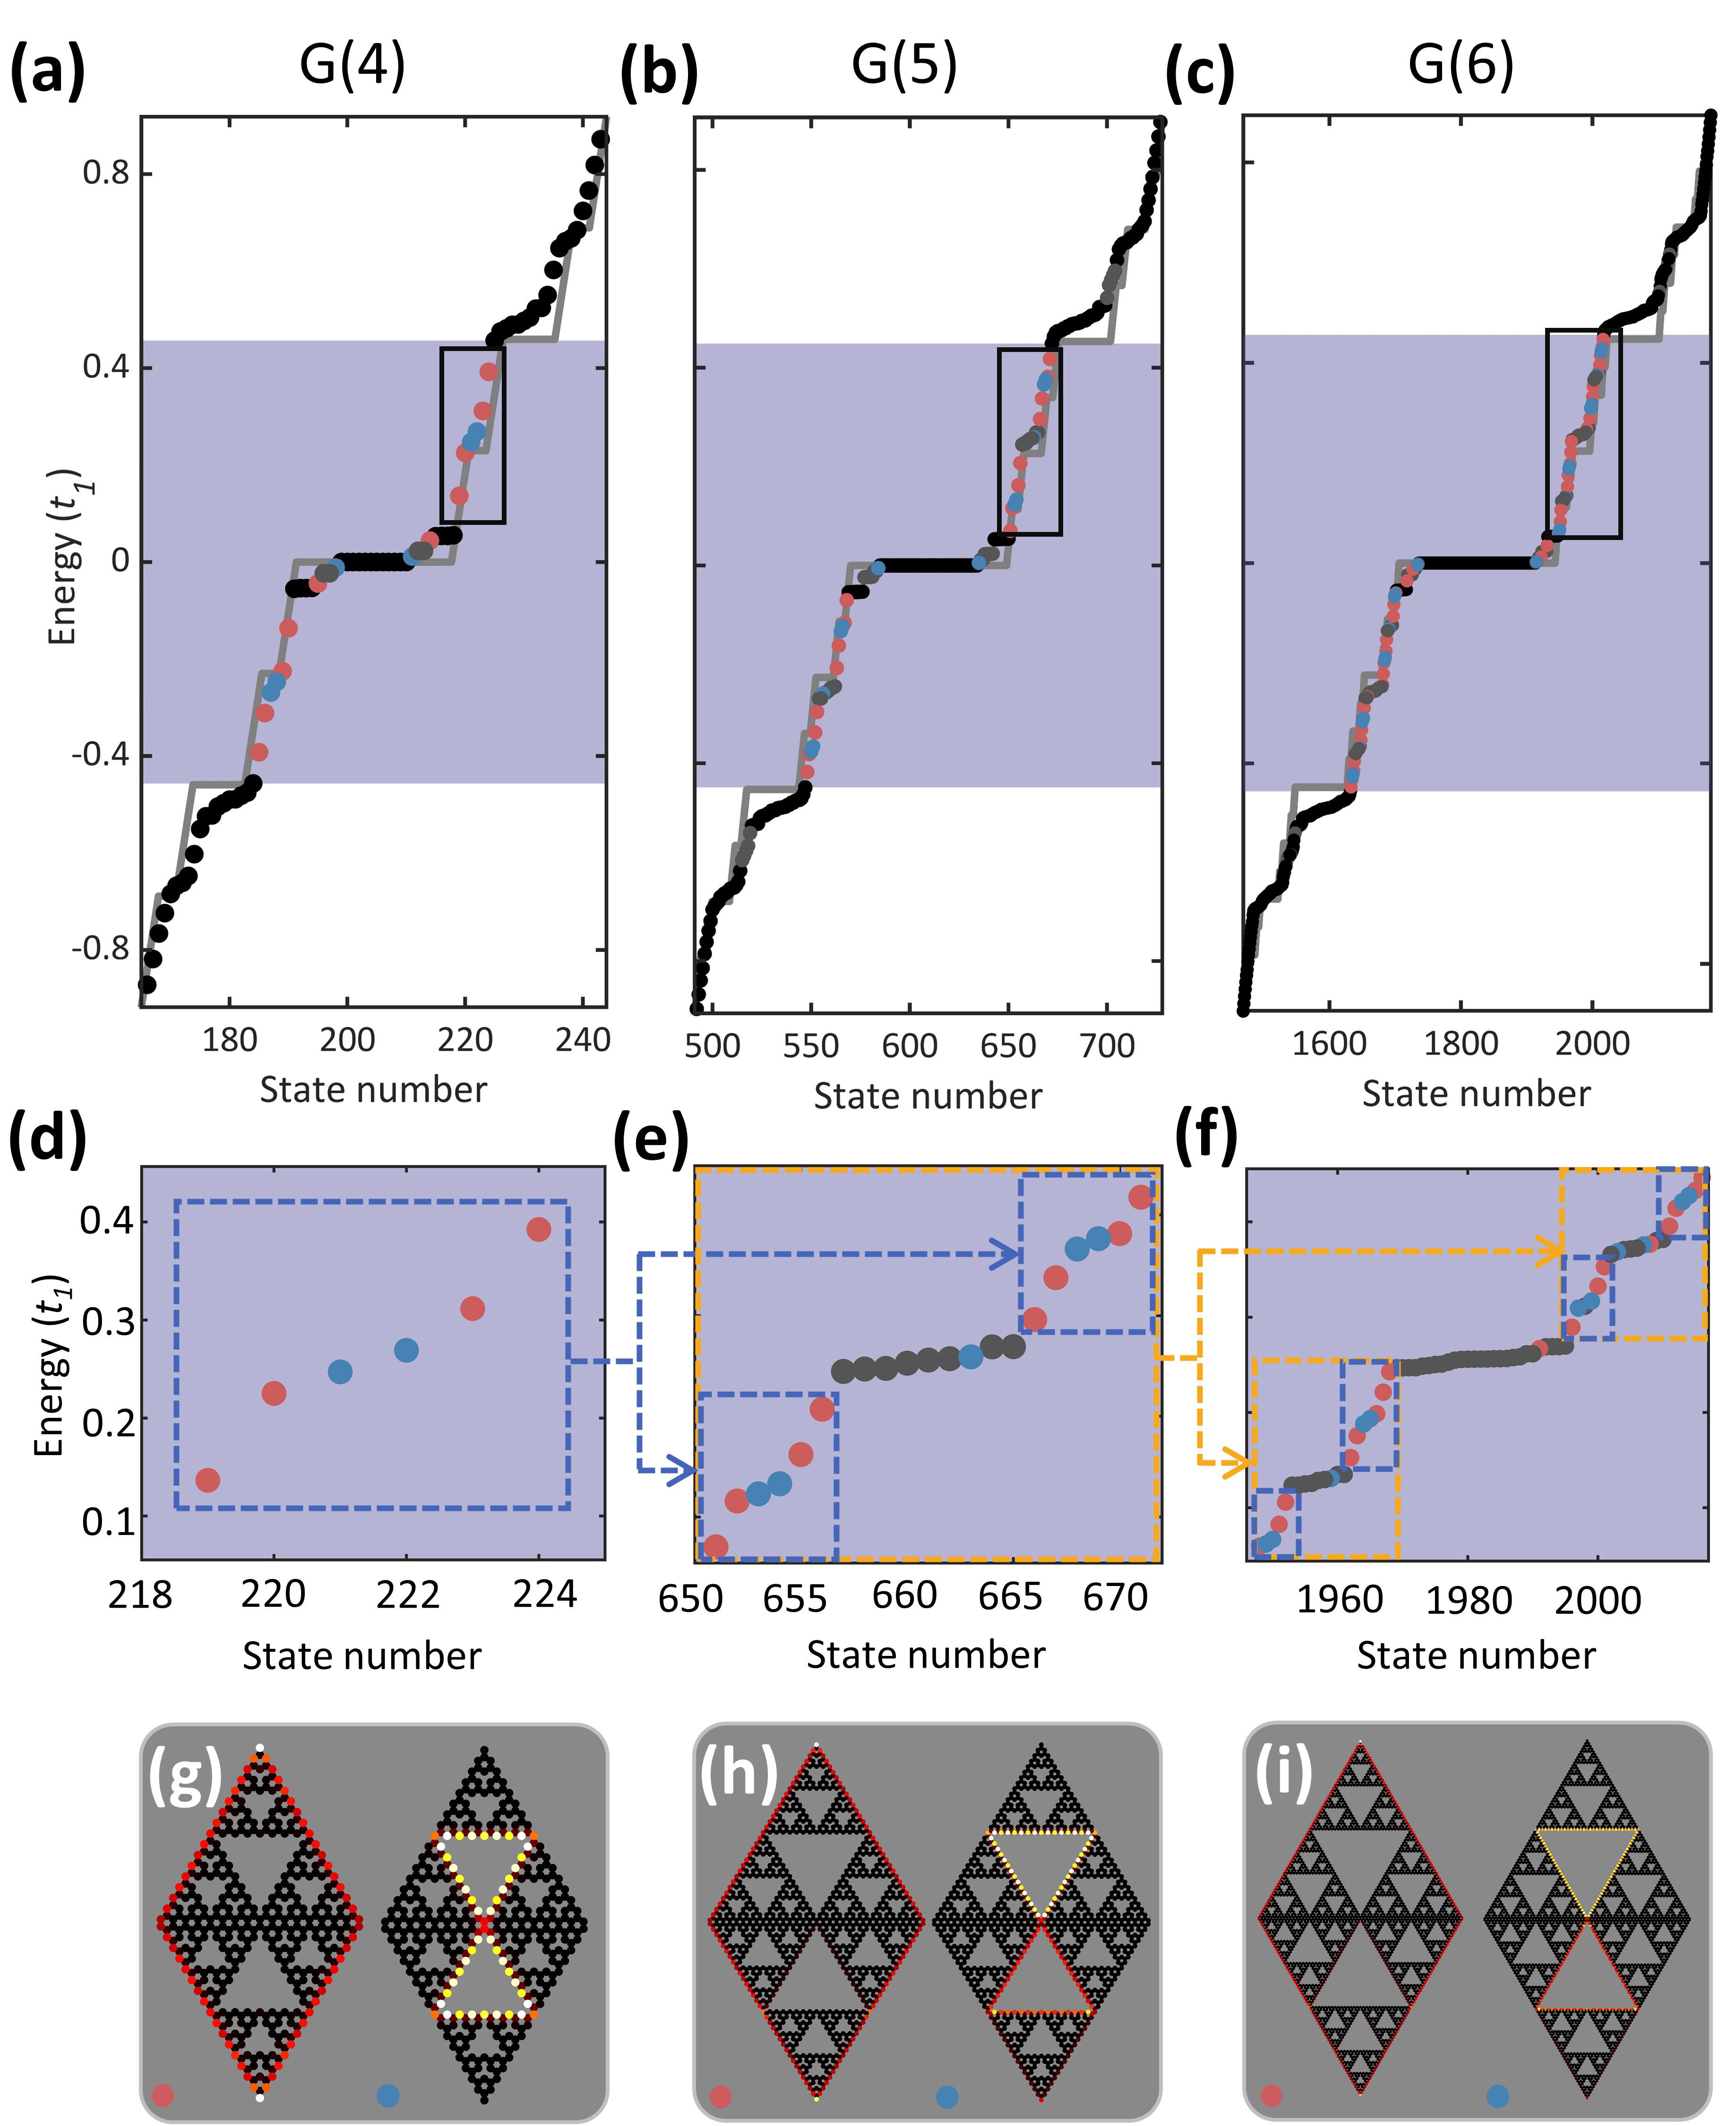 (a) G(4) (b) G(5) (c) G(6)
0.8
0.4
0
-0.4
-0.8
Energy (t1)
180 200 220 240
500 550 600 650 700
1600 1800 2000
State number State number State number
(d) (e) (f)
0.4
0.3
0.2
0.1
Energy (t1)
218 220 222 224
650 655 660 665 670
1960 1980 2000
State number State number State number
(g) (h) (i)